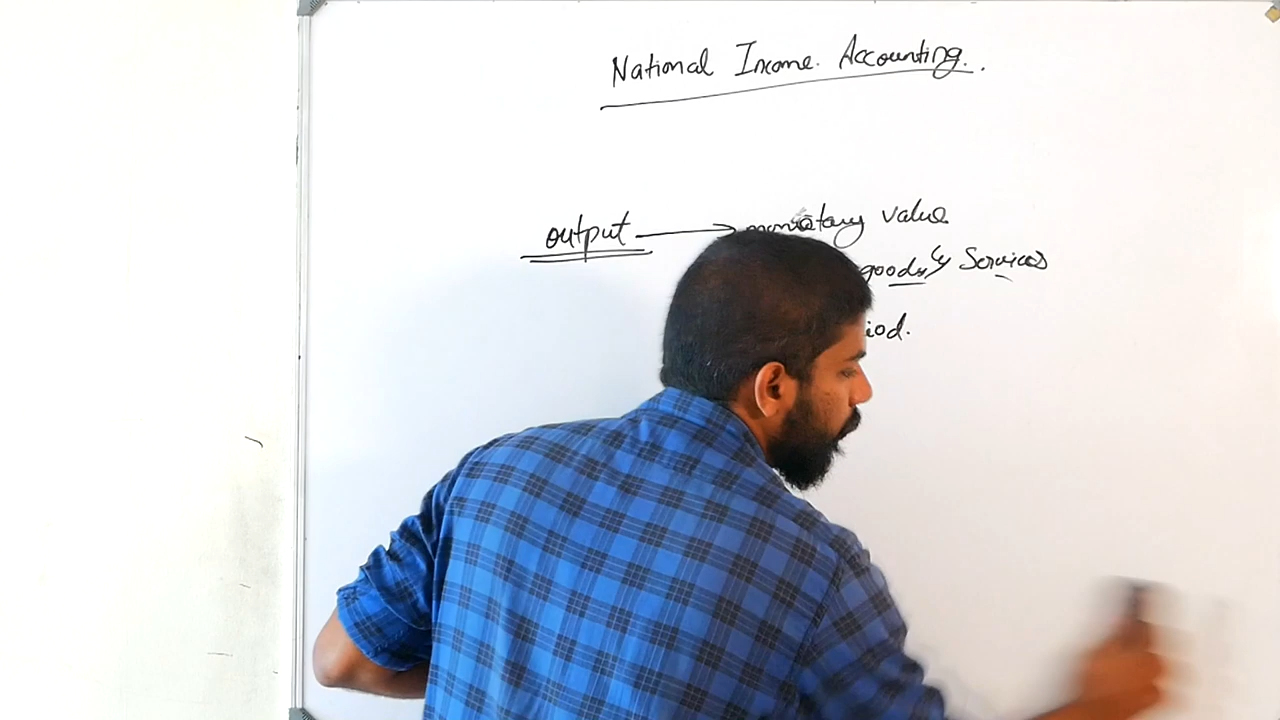 National Income. Accounting..
output → monetary value
goods & Services
iod.